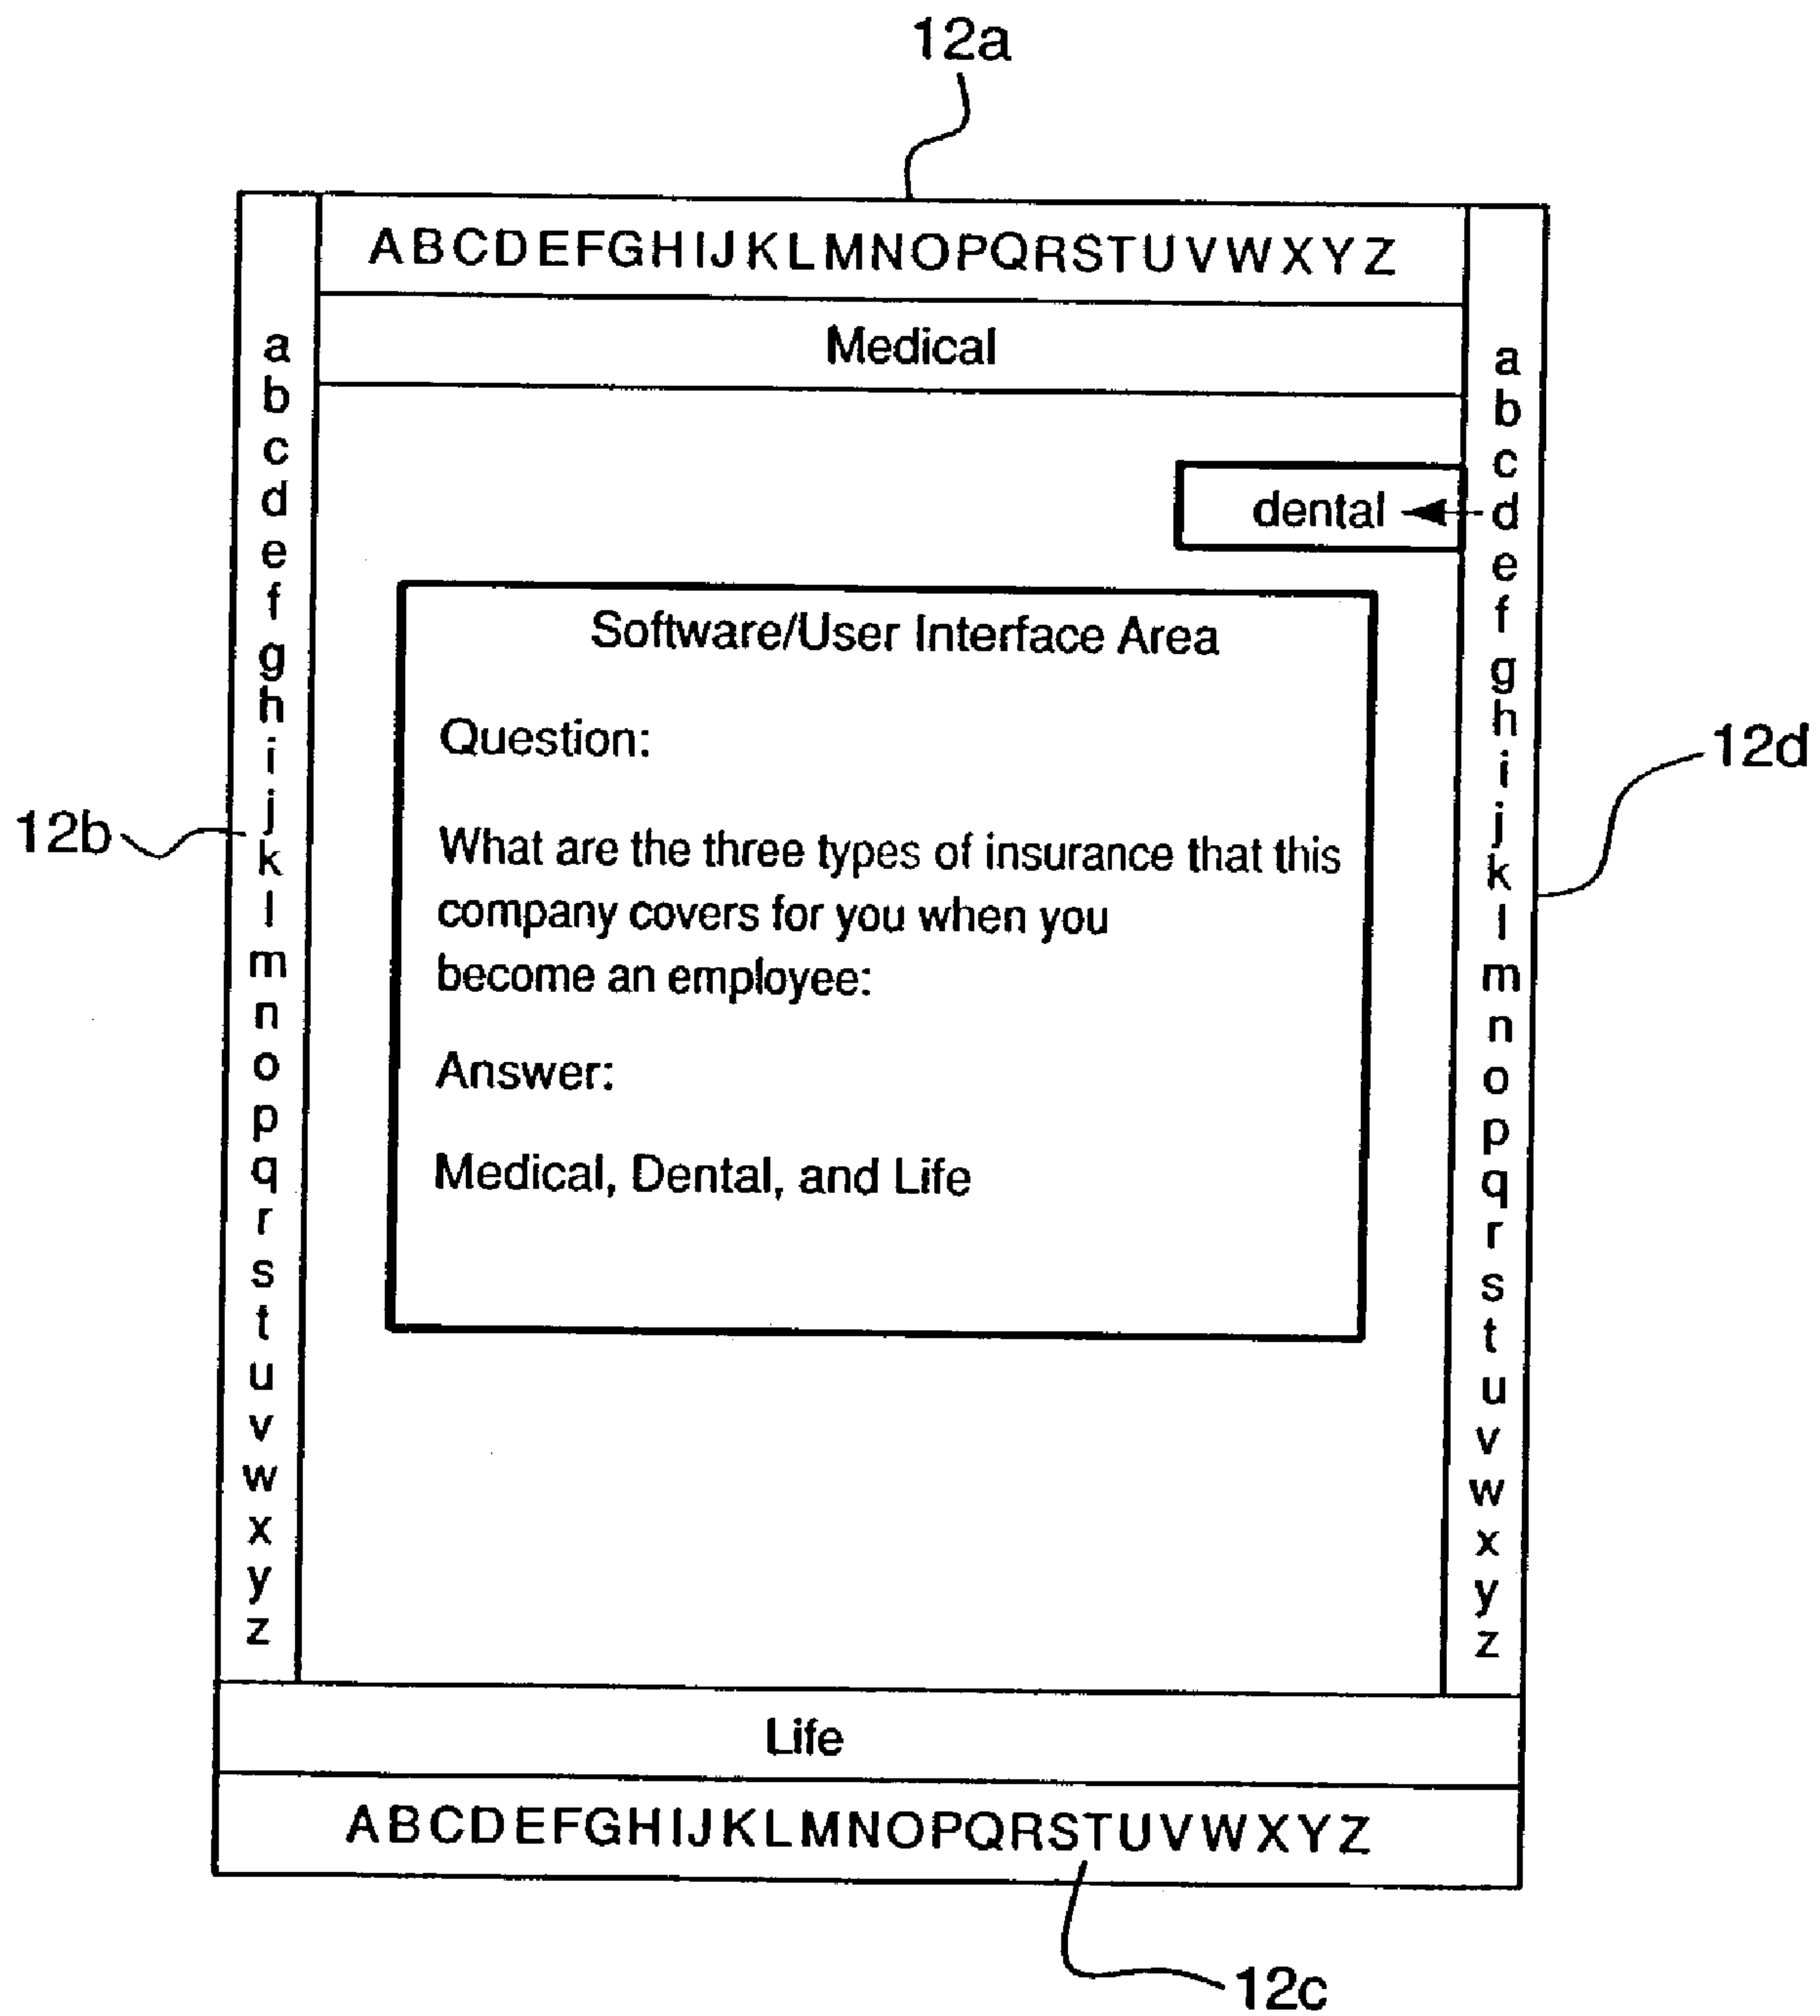 12a
ABCDEFGHIJKLMNOPQRSTUVWXYZ
Medical
a
b
c
d
e
f
g
h
i
j
k
l
m
n
o
p
q
r
s
t
u
v
w
x
y
z
12b
dental
a
b
c
d
e
f
g
h
i
j
k
l
m
n
o
p
q
r
s
t
u
v
w
x
y
z
12d
Software/User Interface Area
Question:
What are the three types of insurance that this
company covers for you when you
become an employee:
Answer:
Medical, Dental, and Life
Life
ABCDEFGHIJKLMNOPQRSTUVWXYZ
12c